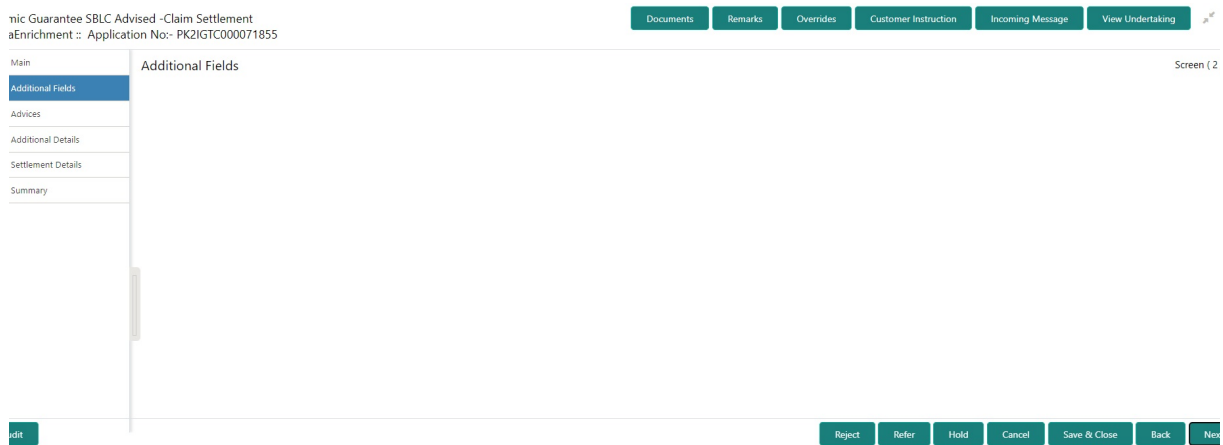 mic Guarantee SBLC Advised -Claim Settlement
Documents Remarks Overrides Customer Instruction Incoming Message View Undertaking
aEnrichment :: Application No:- PK2IGTC000071855
Main
Additional Fields Screen ( 2
Additional Fields
Advices
Additional Details
Settlement Details
Summary
udit Reject Refer Hold Cancel Save & Close Back Nex